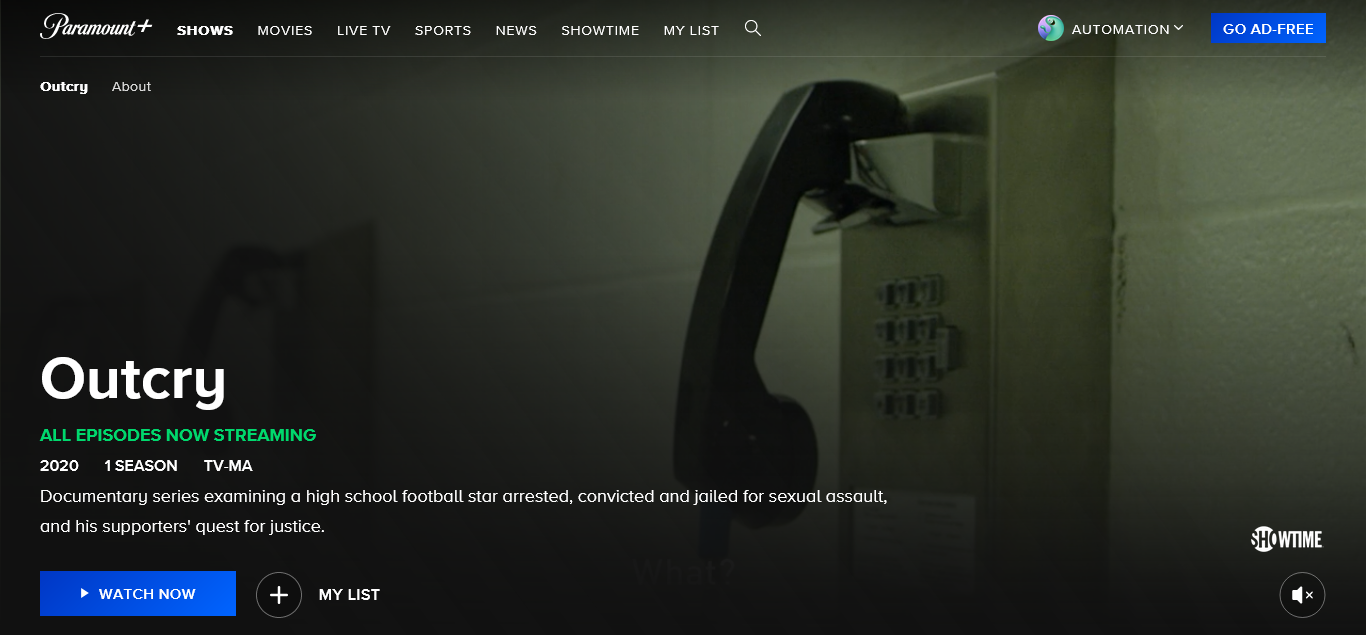 Paramount+
SHOWS
MOVIES
LIVE TV
SPORTS
NEWS
SHOWTIME
MY LIST
AUTOMATION
GO AD-FREE
Outcry
About
Outcry
ALL EPISODES NOW STREAMING
2020 1 SEASON TV-MA
Documentary series examining a high school football star arrested, convicted and jailed for sexual assault,
and his supporters' quest for justice.
SHOWTIME
What?
WATCH NOW
MY LIST